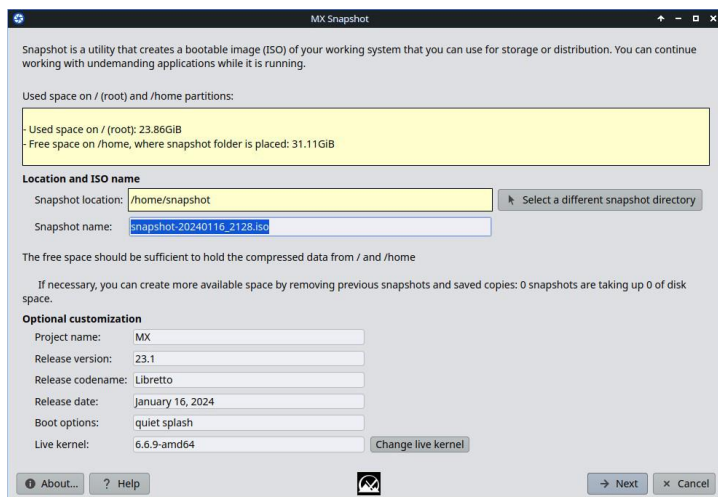 MX Snapshot
Snapshot is a utility that creates a bootable image (ISO) of your working system that you can use for storage or distribution. You can continue
working with undemanding applications while it is running.
Used space on / (root) and /home partitions:
- Used space on / (root): 23.86GiB
- Free space on /home, where snapshot folder is placed: 31.11GiB
Location and ISO name
Snapshot location: /home/snapshot Select a different snapshot directory
Snapshot name: snapshot-20240116_2128.iso
The free space should be sufficient to hold the compressed data from / and /home
If necessary, you can create more available space by removing previous snapshots and saved copies: 0 snapshots are taking up 0 of disk
space.
Optional customization
Project name: MX
Release version: 23.1
Release codename: Libretto
Release date: January 16, 2024
Boot options: quiet splash
Live kernel: 6.6.9-amd64 Change live kernel
About... ? Help Next Cancel